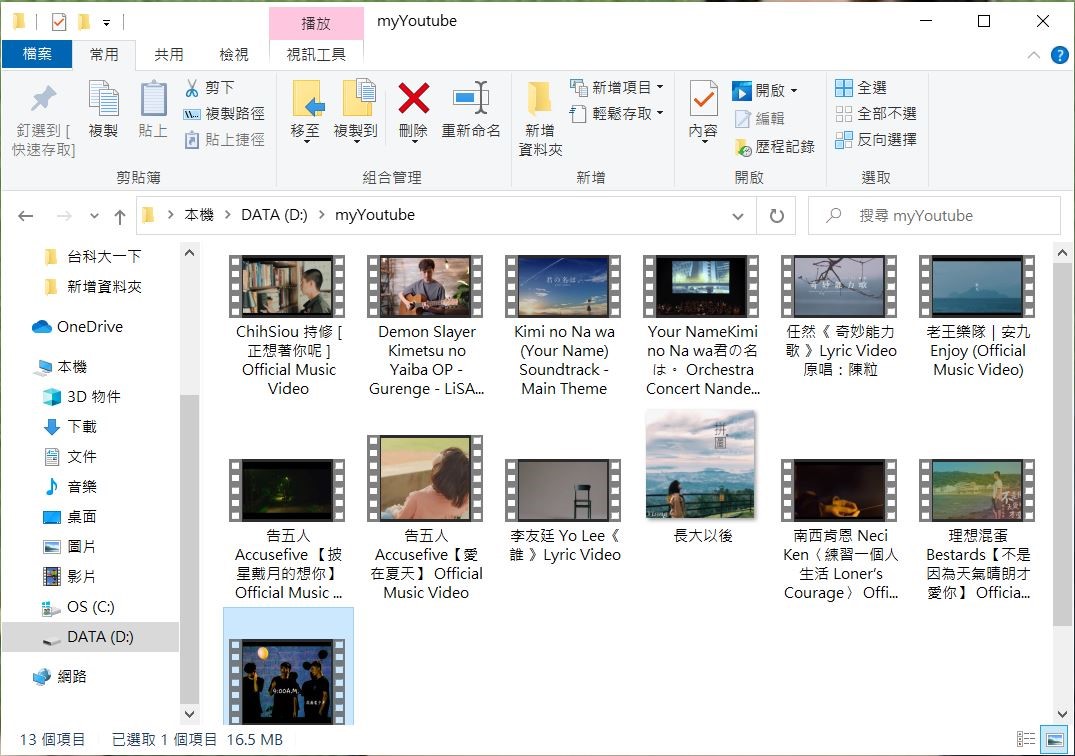 播放
myYoutube
檔案
常用
共用
檢視
視訊工具
釘選到 [
快速存取]
複製
貼上
剪下
複製路徑
貼上捷徑
剪貼簿
移至
複製到
刪除
重新命名
組合管理
新增
資料夾
新增項目
輕鬆存取
新增
內容
開啟
編輯
歷程記錄
開啟
全選
全部不選
反向選擇
選取
本機 > DATA (D:) > myYoutube
搜尋 myYoutube
台科大一下
新增資料夾
OneDrive
本機
3D 物件
下載
文件
音樂
桌面
圖片
影片
OS (C:)
DATA (D:)
網路
ChihSiou 持修 [
正想著你呢 ]
Official Music
Video
Demon Slayer
Kimetsu no
Yaiba OP -
Gurenge - LiSA...
君の名は。
Kimi no Na wa
(Your Name)
Soundtrack -
Main Theme
Your NameKimi
no Na wa君の名
は。 Orchestra
Concert Nande...
奇妙能力歌
任然《 奇妙能力
歌 》Lyric Video
原唱：陳粒
老王樂隊 | 安九
Enjoy (Official
Music Video)
告五人
Accusefive 【披
星戴月的想你】
Official Music ...
告五人
Accusefive【愛
在夏天】 Official
Music Video
李友廷 Yo Lee《
誰 》Lyric Video
拼圖
長大以後
南西肯恩 Neci
Ken〈練習一個人
生活 Loner’s
Courage〉 Offi...
理想混蛋
Bestards【不是
因為天氣晴朗才
愛你】 Officia...
9:00A.M.
13 個項目
已選取 1 個項目
16.5 MB